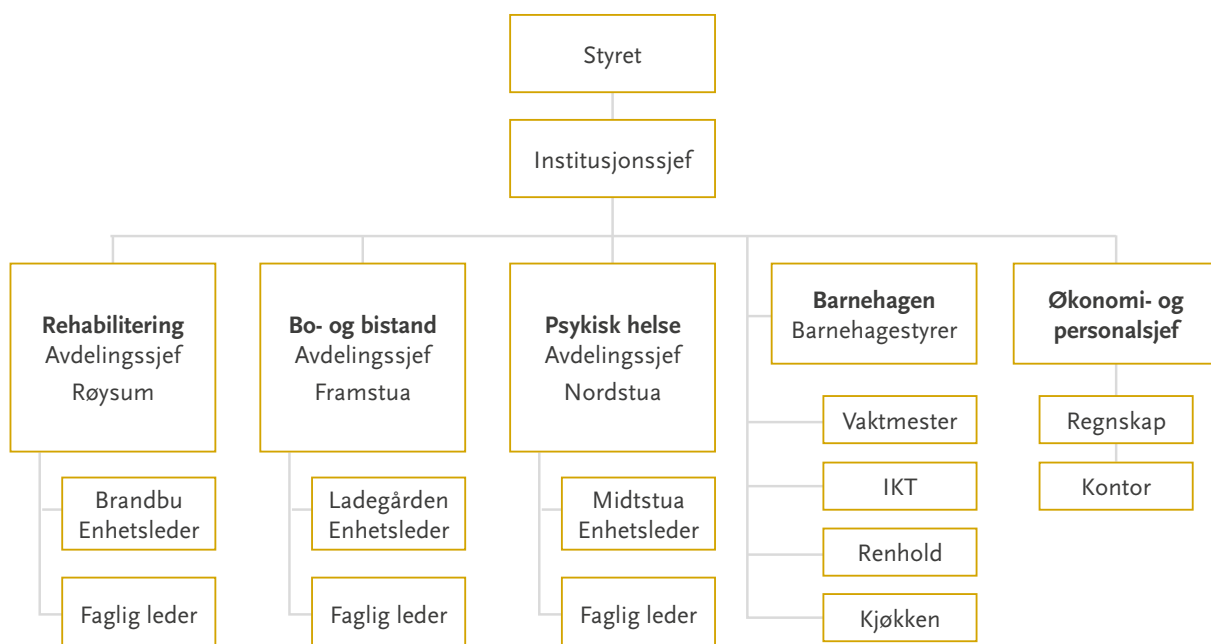 Styret
Institusjonssjef
Rehabilitering
Avdelingssjef
Røysum
Bo- og bistand
Avdelingssjef
Framstua
Psykisk helse
Avdelingssjef
Nordstua
Barnehagen
Barnehagestyrer
Økonomi- og
personalsjef
Brandbu
Enhetsleder
Faglig leder
Ladegården
Enhetsleder
Faglig leder
Midtstua
Enhetsleder
Faglig leder
Vaktmester
IKT
Renhold
Kjøkken
Regnskap
Kontor